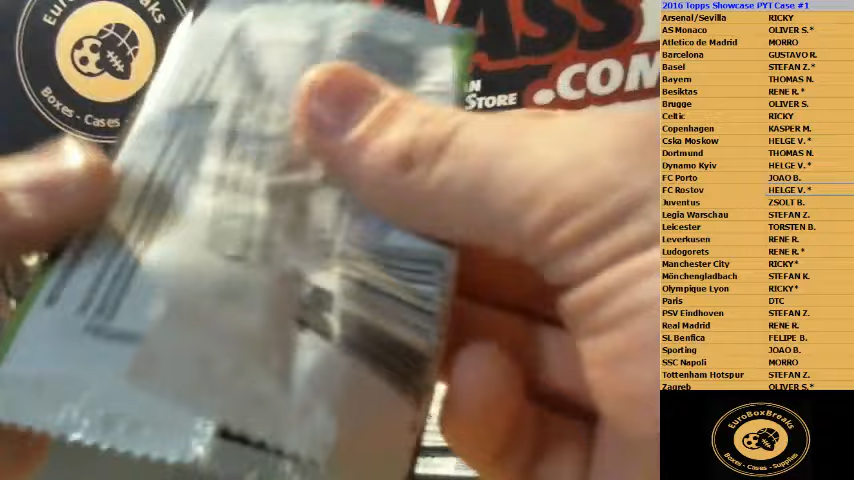 EuroBoxBreaks
Boxes - Cases -
ASS
AN
STORE
.COM
2016 Topps Showcase PYT Case #1
Arsenal/Sevilla RICKY
AS Monaco OLIVER S.*
Atletico de Madrid MORRO
Barcelona GUSTAVO R.
Basel STEFAN Z.*
Bayern THOMAS N.
Besiktas RENE R.*
Brugge OLIVER S.
Celtic RICKY
Copenhagen KASPER M.
Cska Moskow HELGE V.*
Dortmund THOMAS N.
Dynamo Kyiv HELGE V.*
FC Porto JOAO B.
FC Rostov HELGE V.*
Juventus ZSOLT B.
Legia Warschau STEFAN Z.
Leicester TORSTEN B.
Leverkusen RENE R.
Ludogorets RENE R.*
Manchester City RICKY*
Mönchengladbach STEFAN K.
Olympique Lyon RICKY*
Paris DTC
PSV Eindhoven STEFAN Z.
Real Madrid RENE R.
SL Benfica FELIPE B.
Sporting JOAO B.
SSC Napoli MORRO
Tottenham Hotspur STEFAN Z.
Zagreb OLIVER S.*
EuroBoxBreaks
Boxes - Cases - Supplies